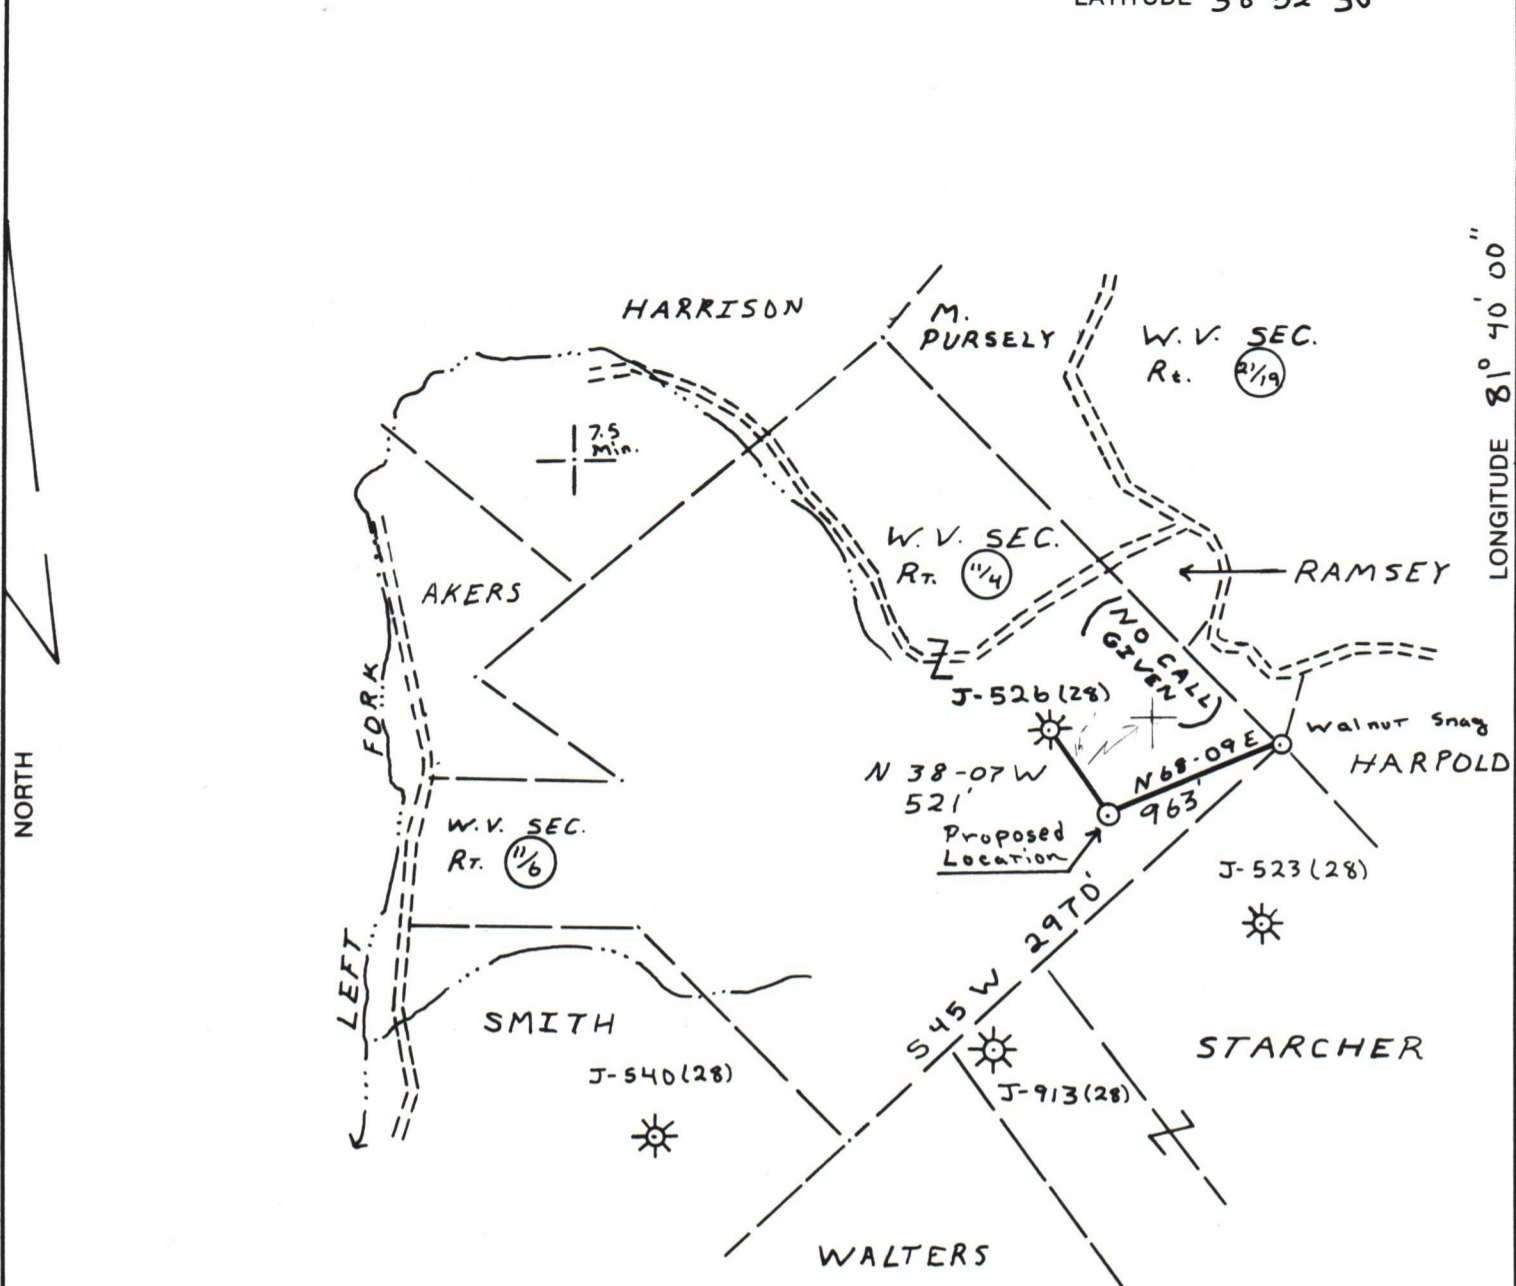 LATITUDE 38 52 30
HARRISON
M.
PURSELY
W.V. SEC.
Rt. 21/19
LONGITUDE 81° 40' 00"
7.5
Min.
W.V. SEC.
RT. 11/4
RAMSEY
AKERS
(NO CALL
GIVEN)
J-526(28)
Walnut Snag
HARPOLD
FORK
N 38-07 W
521'
N 68-09 E
963'
NORTH
Proposed
Location
W.V. SEC.
RT. 11/6
J-523(28)
S 45 W 2970'
LEFT
SMITH
STARCHER
J-540(28)
J-913(28)
WALTERS